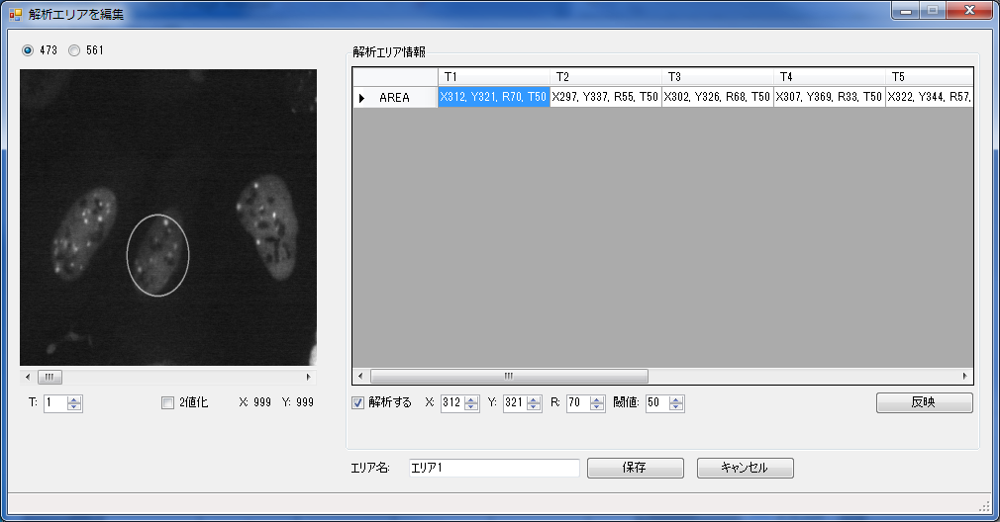 解析エリアを編集
473 561
解析エリア情報
T1 T2 T3 T4 T5
AREA X312, Y321, R70, T50 X297, Y337, R55, T50 X302, Y326, R68, T50 X307, Y369, R33, T50 X322, Y344, R57,
T: 1 2値化 X: 999 Y: 999
解析する X: 312 Y: 321 R: 70 閾値: 50 反映
エリア名: エリア1 保存 キャンセル